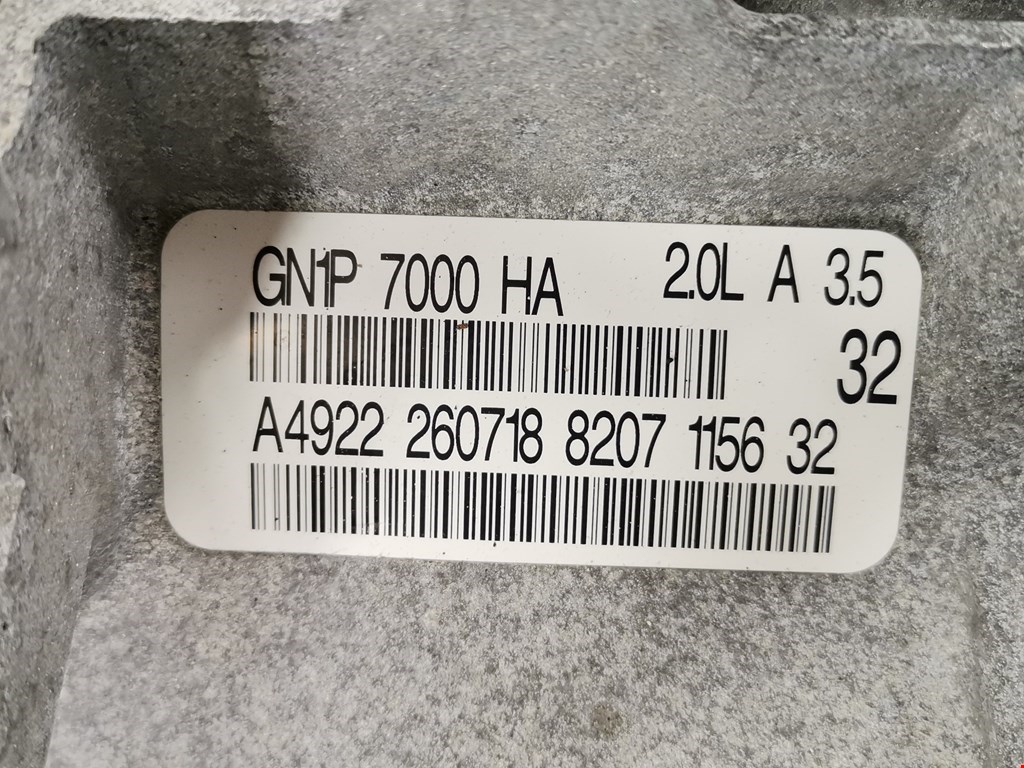 GN1P 7000 HA 2.0L A 3.5
32
A4922 260718 8207 1156 32